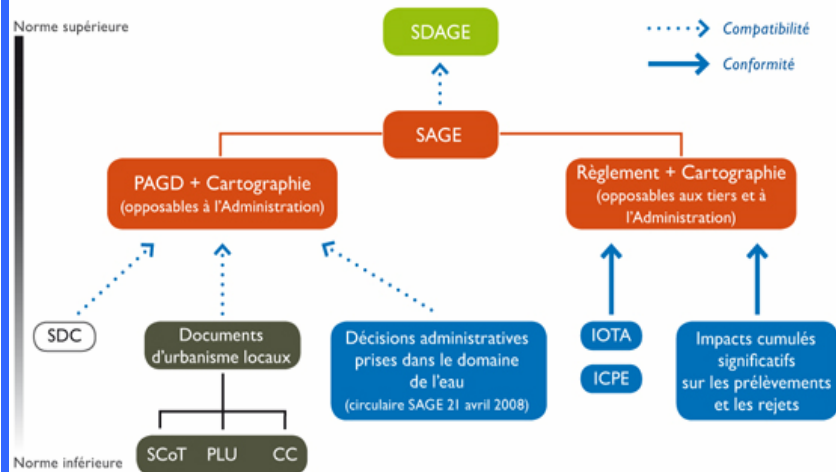 Norme supérieure
SDAGE
Compatibilité
Conformité
SAGE
PAGD + Cartographie
(opposables à l'Administration)
Règlement + Cartographie
(opposables aux tiers et à
l'Administration)
SDC
Documents
d'urbanisme locaux
Décisions administratives
prises dans le domaine
de l'eau
(circulaire SAGE 21 avril 2008)
IOTA
ICPE
Impacts cumulés
significatifs
sur les prélèvements
et les rejets
SCoT PLU CC
Norme inférieure